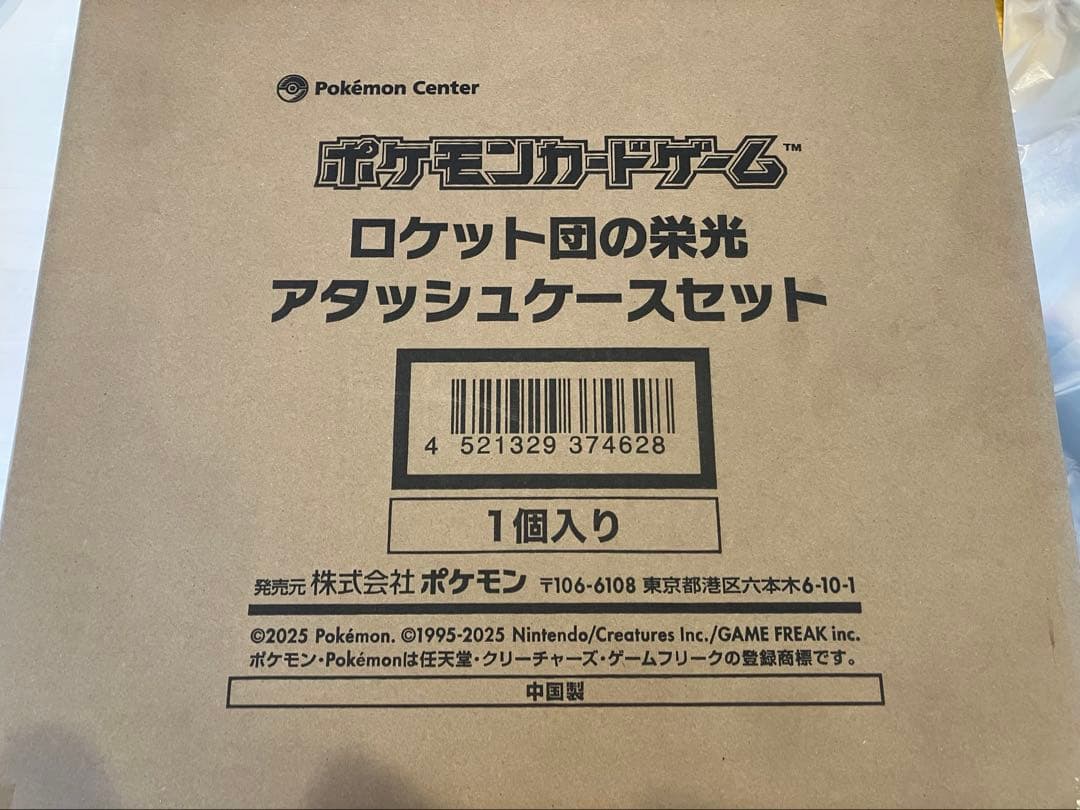 Pokémon Center
ポケモンカードゲーム™
ロケット団の栄光
アタッシュケースセット
4 521329 374628
1個入り
発売元 株式会社 ポケモン 〒106-6108 東京都港区六本木6-10-1
©2025 Pokémon. ©1995-2025 Nintendo/Creatures Inc./GAME FREAK inc.
ポケモン・Pokémonは任天堂・クリーチャーズ・ゲームフリークの登録商標です。
中国製